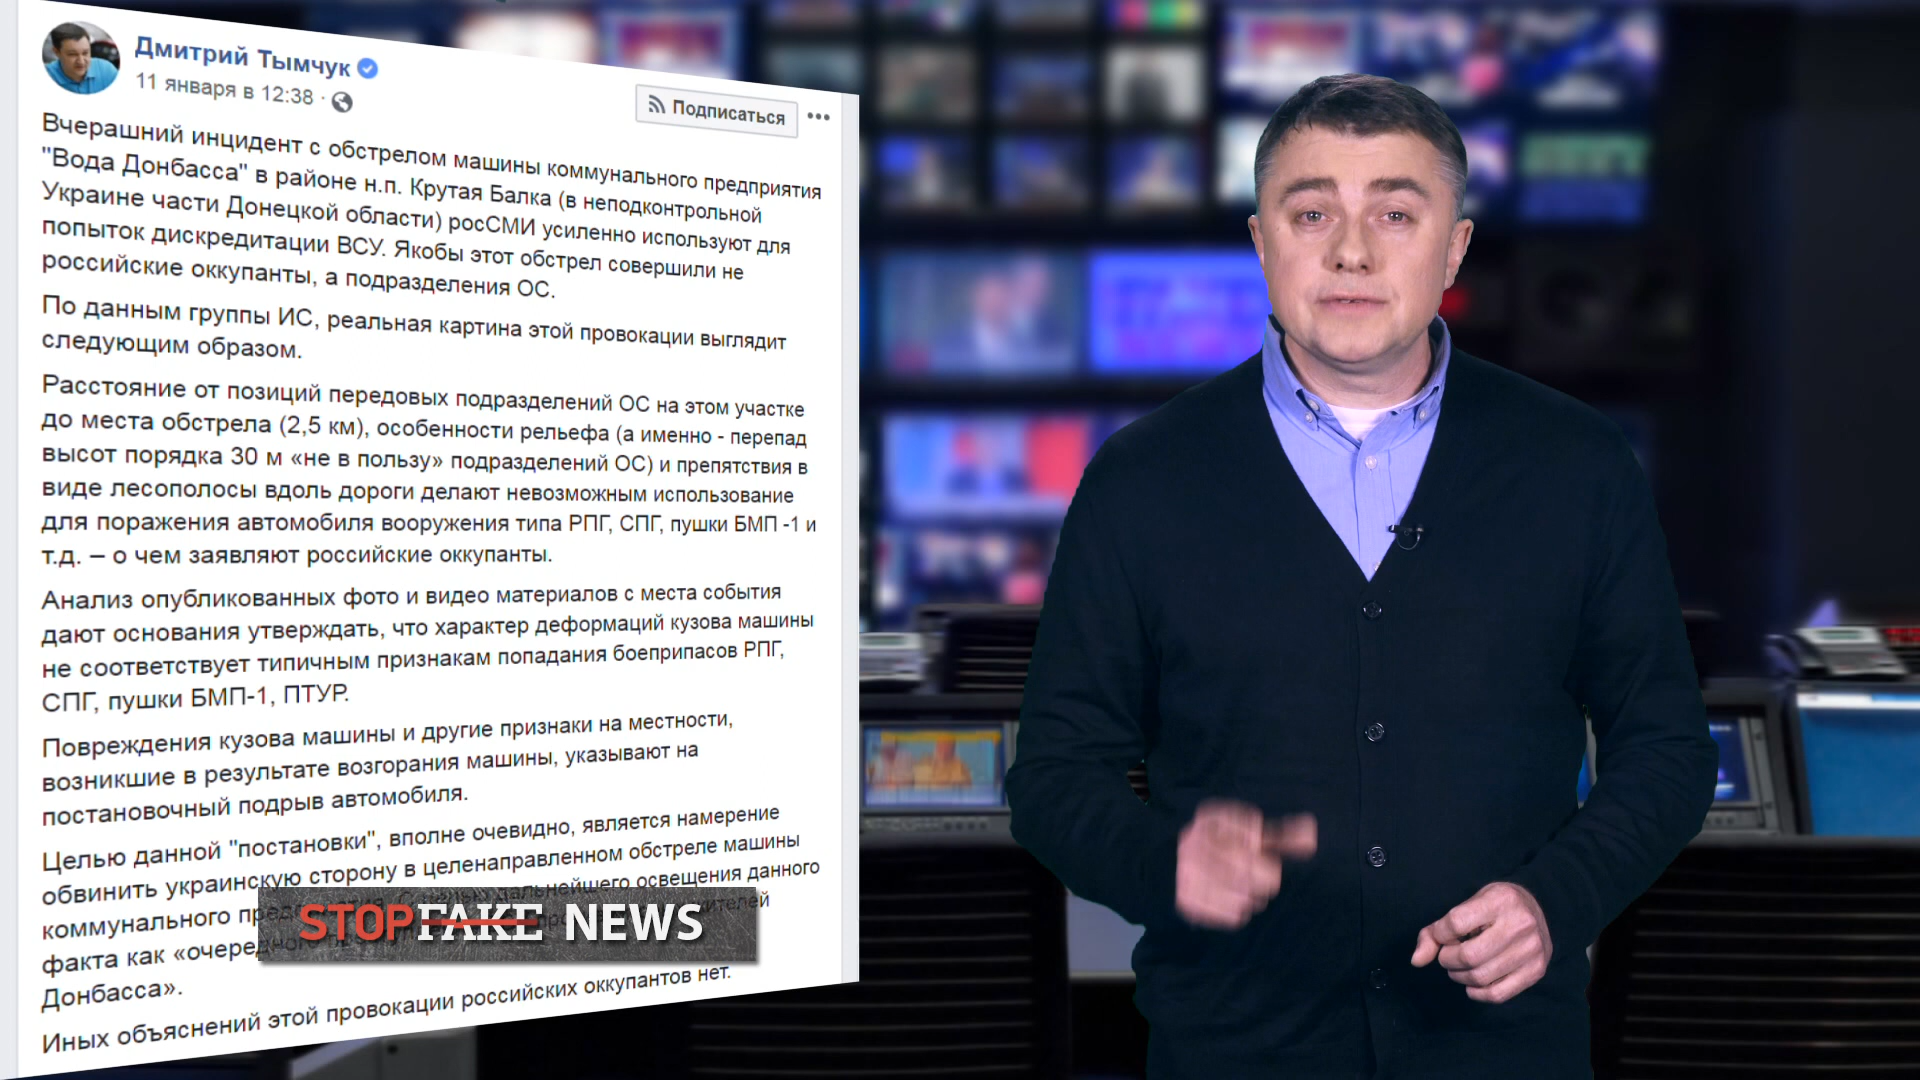 Дмитрий Тымчук
11 января в 12:38 ·
Подписаться
Вчерашний инцидент с обстрелом машины коммунального предприятия
"Вода Донбасса" в районе н.п. Крутая Балка (в неподконтрольной
Украине части Донецкой области) росСМИ усиленно используют для
попыток дискредитации ВСУ. Якобы этот обстрел совершили не
российские оккупанты, а подразделения ОС.
По данным группы ИС, реальная картина этой провокации выглядит
следующим образом.
Расстояние от позиций передовых подразделений ОС на этом участке
до места обстрела (2,5 км), особенности рельефа (а именно - перепад
высот порядка 30 м «не в пользу» подразделений ОС) и препятствия в
виде лесополосы вдоль дороги делают невозможным использование
для поражения автомобиля вооружения типа РПГ, СПГ, пушки БМП -1 и
т.д. – о чем заявляют российские оккупанты.
Анализ опубликованных фото и видео материалов с места события
дают основания утверждать, что характер деформаций кузова машины
не соответствует типичным признакам попадания боеприпасов РПГ,
СПГ, пушки БМП-1, ПТУР.
Повреждения кузова машины и другие признаки на местности,
возникшие в результате возгорания машины, указывают на
постановочный подрыв автомобиля.
Целью данной "постановки", вполне очевидно, является намерение
обвинить украинскую сторону в целенаправленном обстреле машины
коммунального дальнейшего освещения данного
факта как жителей
Донбасса».
Иных объяснений этой провокации российских оккупантов нет.
STOPFAKE NEWS